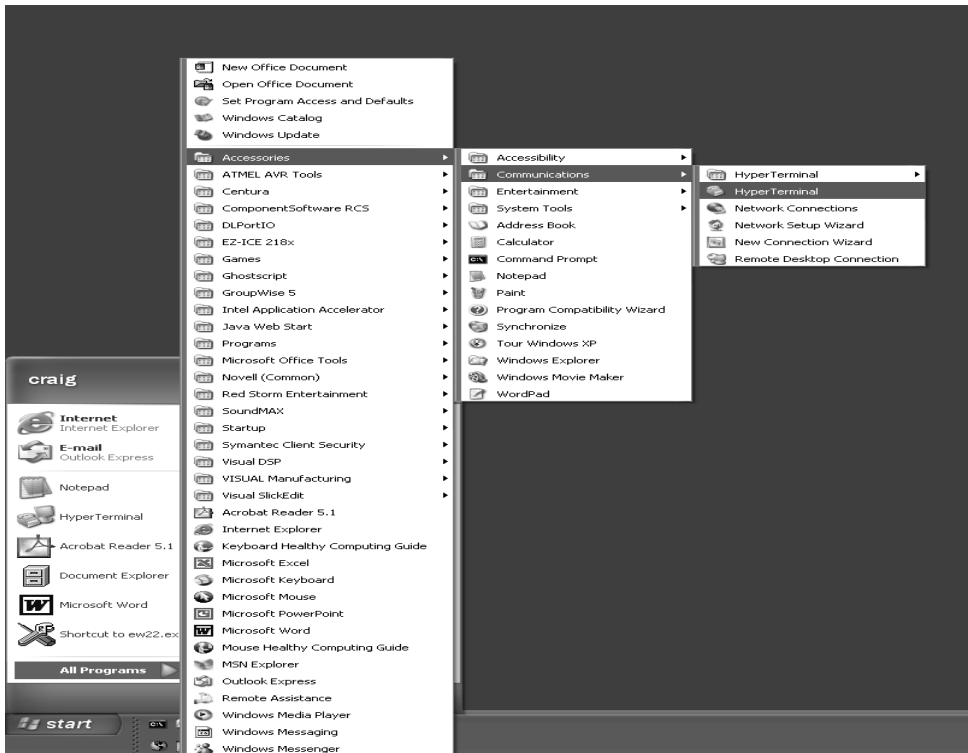 New Office Document
Open Office Document
Set Program Access and Defaults
Windows Catalog
Windows Update
Accessories
ATMEL AVR Tools
Centura
ComponentSoftware RCS
DLPortIO
EZ-ICE 218x
Games
Ghostscript
GroupWise 5
Intel Application Accelerator
Java Web Start
Programs
Microsoft Office Tools
Novell (Common)
Red Storm Entertainment
SoundMAX
Startup
Symantec Client Security
Visual DSP
VISUAL Manufacturing
Visual SlickEdit
Acrobat Reader 5.1
Internet Explorer
Keyboard Healthy Computing Guide
Microsoft Excel
Microsoft Keyboard
Microsoft Mouse
Microsoft PowerPoint
Microsoft Word
Mouse Healthy Computing Guide
MSN Explorer
Outlook Express
Remote Assistance
Windows Media Player
Windows Messaging
Windows Messenger
Accessibility
Communications
Entertainment
System Tools
Address Book
Calculator
Command Prompt
Notepad
Paint
Program Compatibility Wizard
Synchronize
Tour Windows XP
Windows Explorer
Windows Movie Maker
WordPad
HyperTerminal
HyperTerminal
Network Connections
Network Setup Wizard
New Connection Wizard
Remote Desktop Connection
craig
Internet
Internet Explorer
E-mail
Outlook Express
Notepad
HyperTerminal
Acrobat Reader 5.1
Document Explorer
Microsoft Word
Shortcut to ew22.ex
All Programs
start